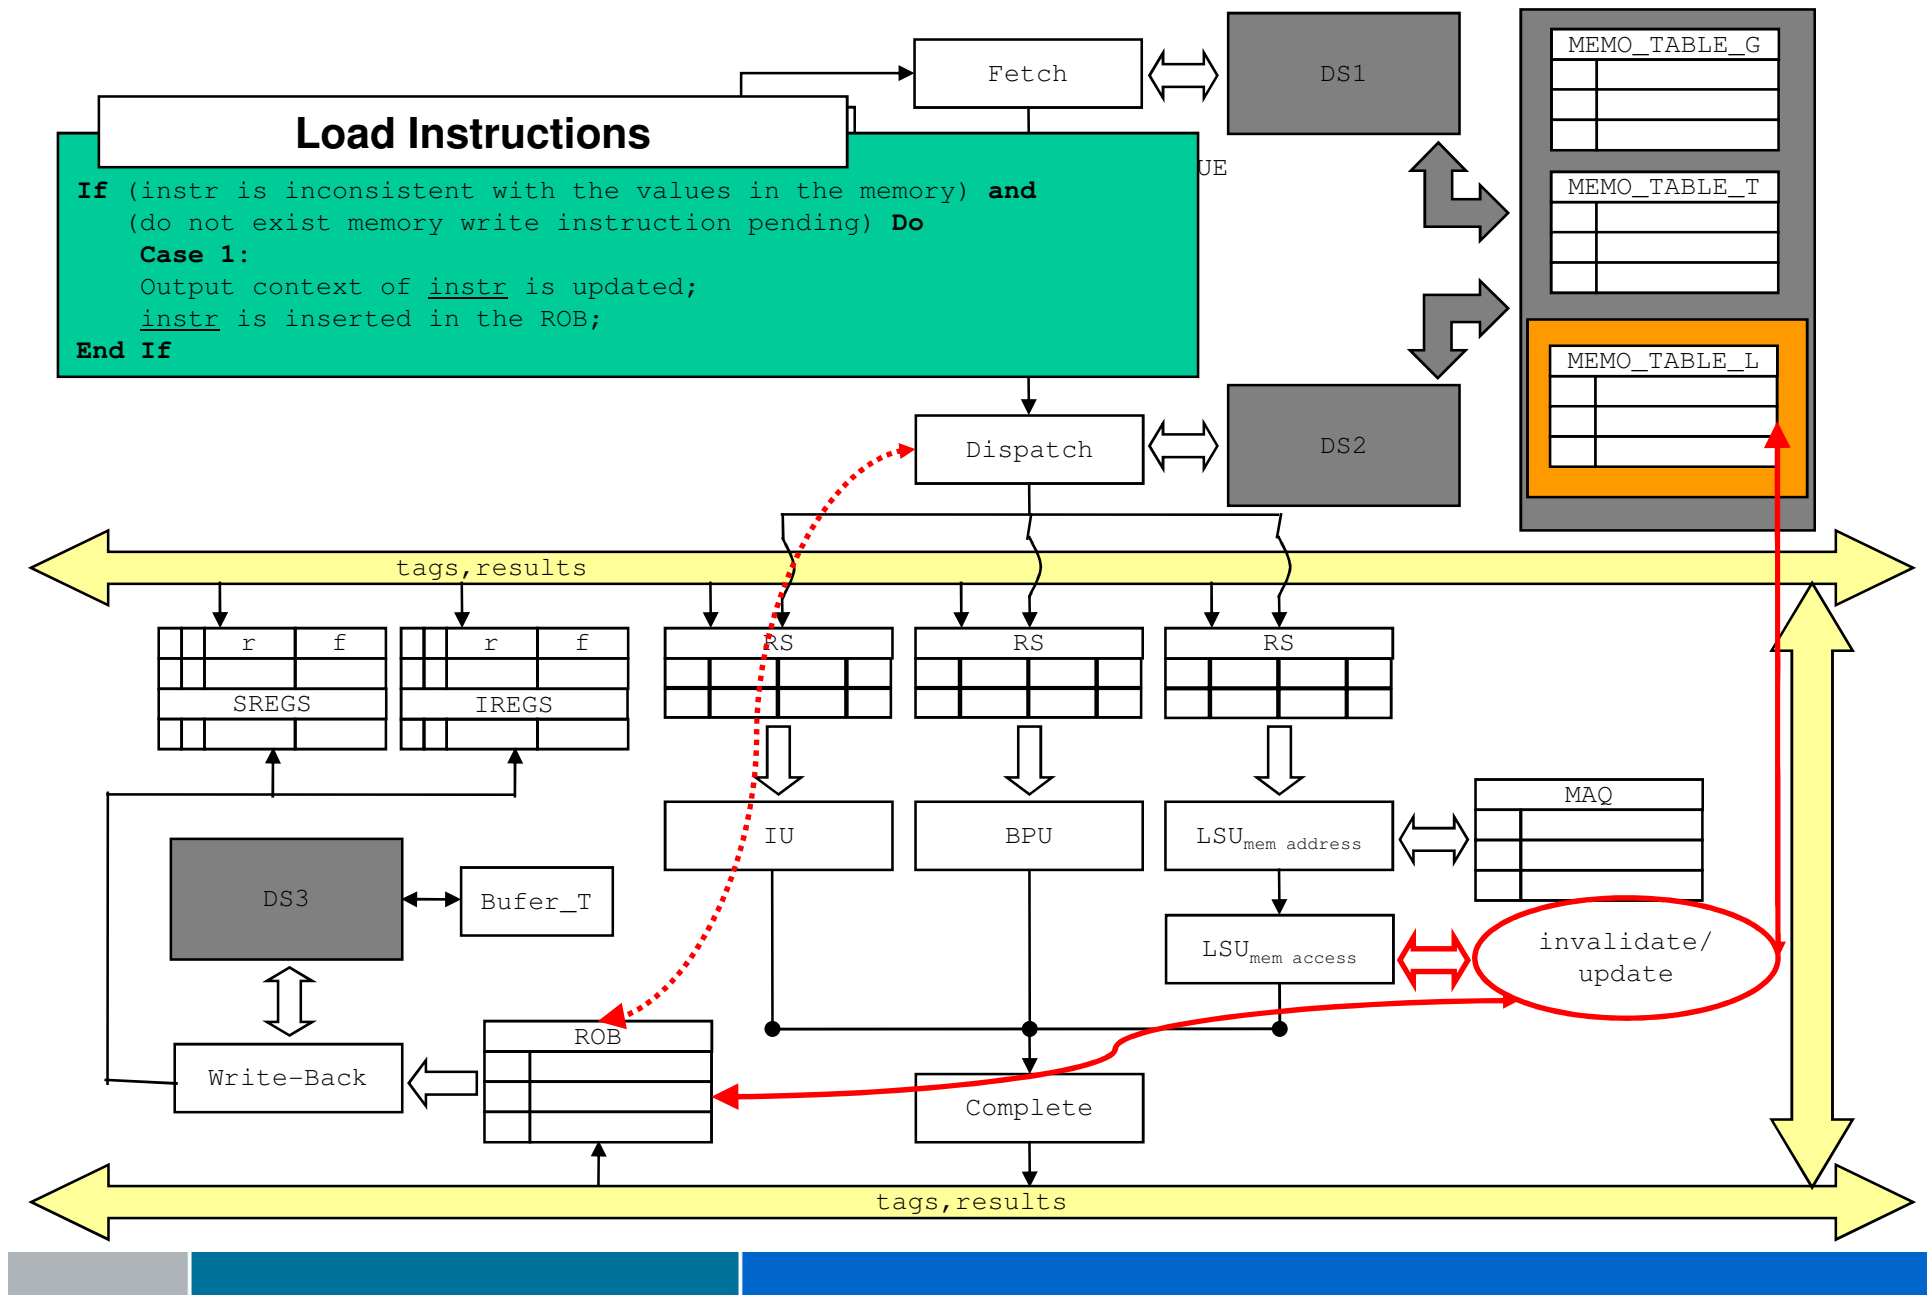 Fetch
DS1
MEMO_TABLE_G
Load Instructions
UE
If (instr is inconsistent with the values in the memory) and
(do not exist memory write instruction pending) Do
Case 1:
Output context of instr is updated;
instr is inserted in the ROB;
End If
MEMO_TABLE_T
MEMO_TABLE_L
Dispatch
DS2
tags,results
r f
r f
RS
RS
RS
SREGS
IREGS
MAQ
IU
BPU
LSUmem address
DS3
Bufer_T
LSUmem access
invalidate/
update
ROB
Write-Back
Complete
tags,results